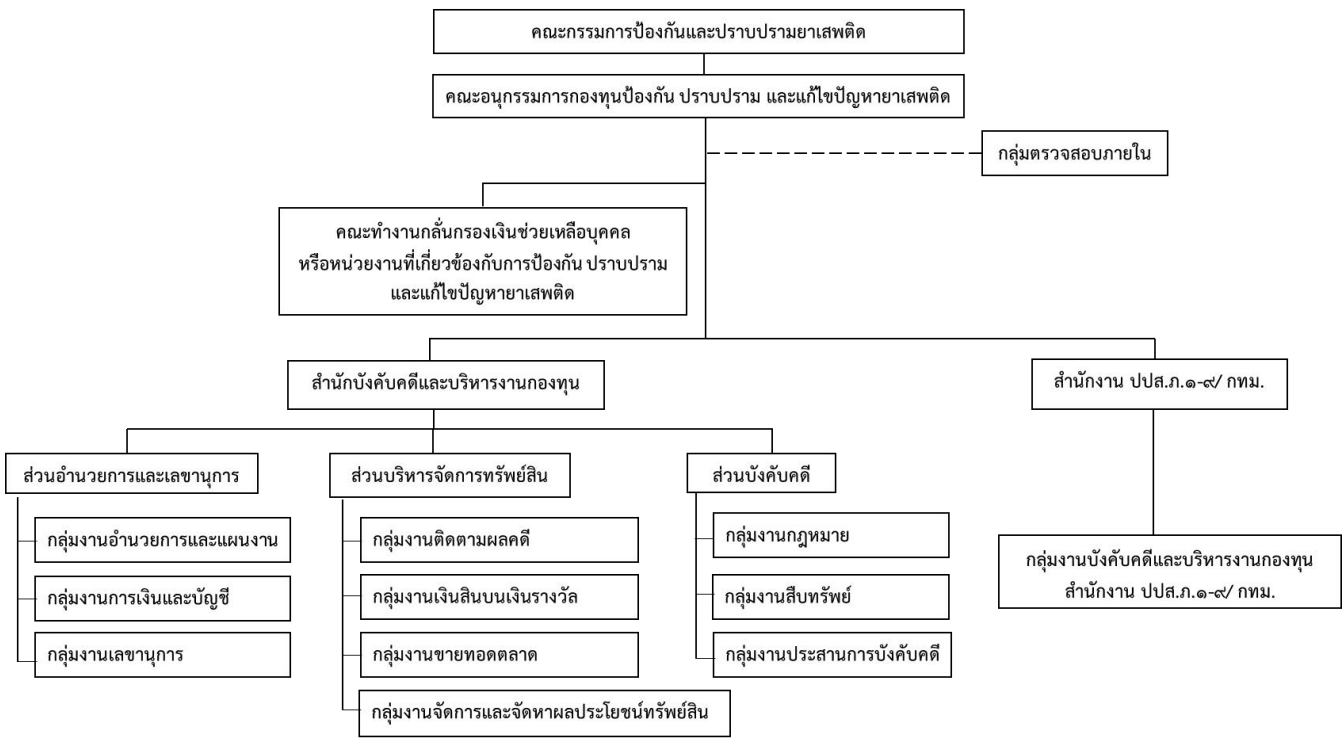 คณะกรรมการป้องกันและปราบปรามยาเสพติด
คณะอนุกรรมการกองทุนป้องกัน ปราบปราม และแก้ไขปัญหายาเสพติด
กลุ่มตรวจสอบภายใน
คณะทำงานกลั่นกรองเงินช่วยเหลือบุคคล
หรือหน่วยงานที่เกี่ยวข้องกับการป้องกัน ปราบปราม
และแก้ไขปัญหายาเสพติด
สำนักบังคับคดีและบริหารงานกองทุน
สำนักงาน ปปส.ภ.๑-๙/ กทม.
ส่วนอำนวยการและเลขานุการ
กลุ่มงานอำนวยการและแผนงาน
กลุ่มงานการเงินและบัญชี
กลุ่มงานเลขานุการ
ส่วนบริหารจัดการทรัพย์สิน
กลุ่มงานติดตามผลคดี
กลุ่มงานเงินสินบนเงินรางวัล
กลุ่มงานขายทอดตลาด
กลุ่มงานจัดการและจัดหาผลประโยชน์ทรัพย์สิน
ส่วนบังคับคดี
กลุ่มงานกฎหมาย
กลุ่มงานสืบทรัพย์
กลุ่มงานประสานการบังคับคดี
กลุ่มงานบังคับคดีและบริหารงานกองทุน
สำนักงาน ปปส.ภ.๑-๙/ กทม.